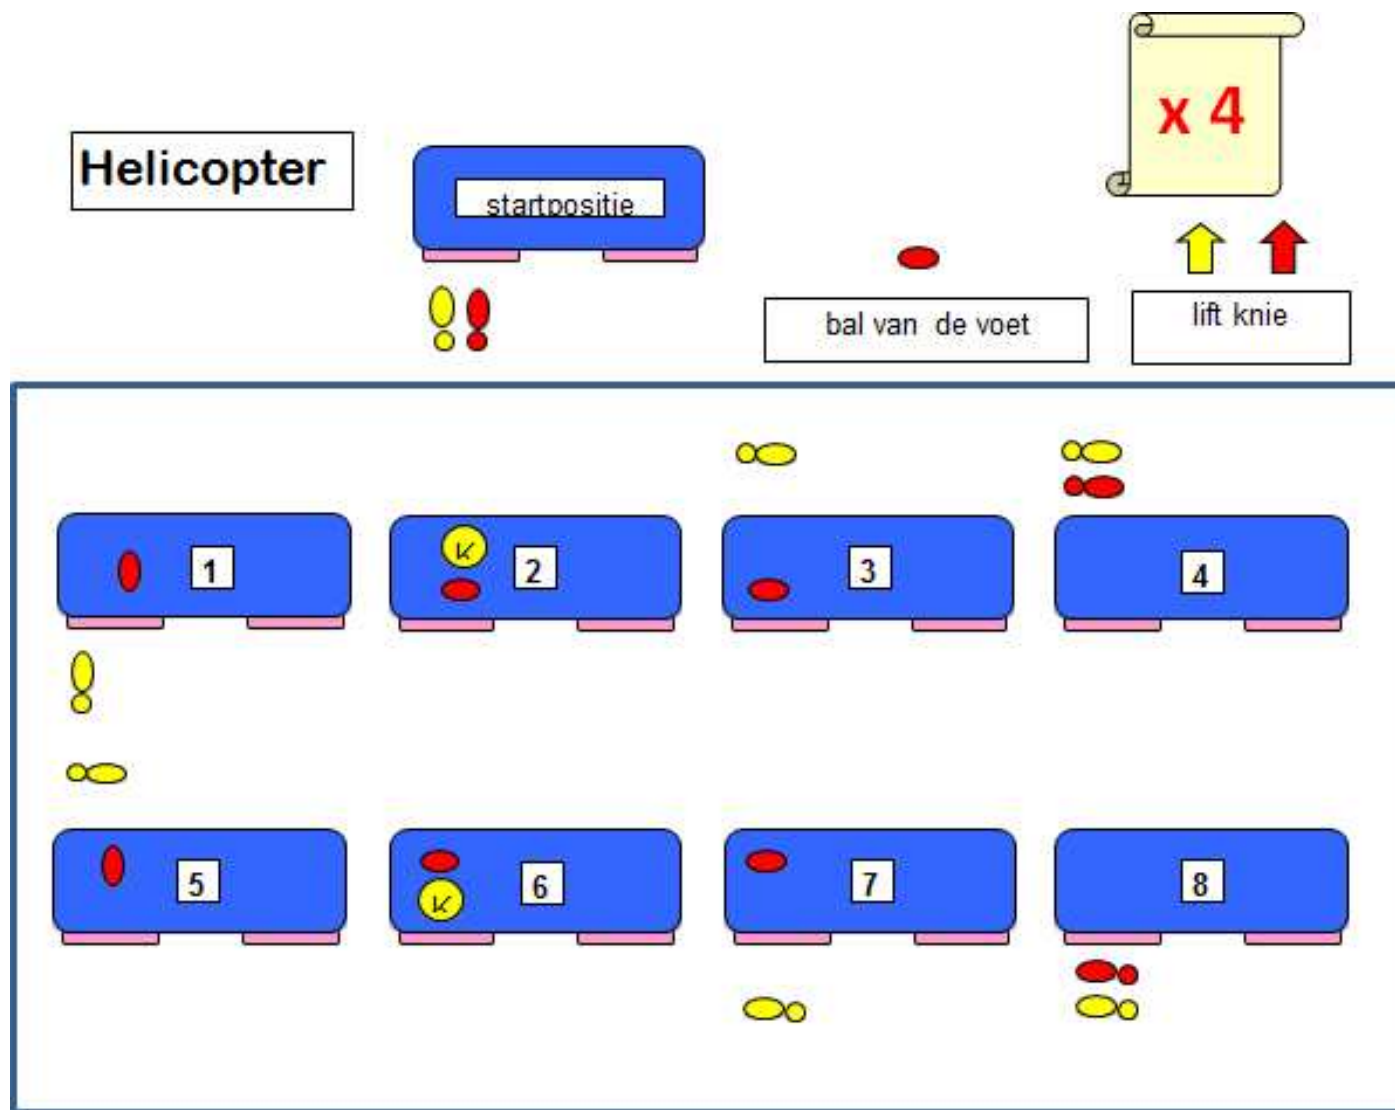 x 4
Helicopter
startpositie
bal van de voet
lift knie
1
K
2
3
4
5
K
6
7
8